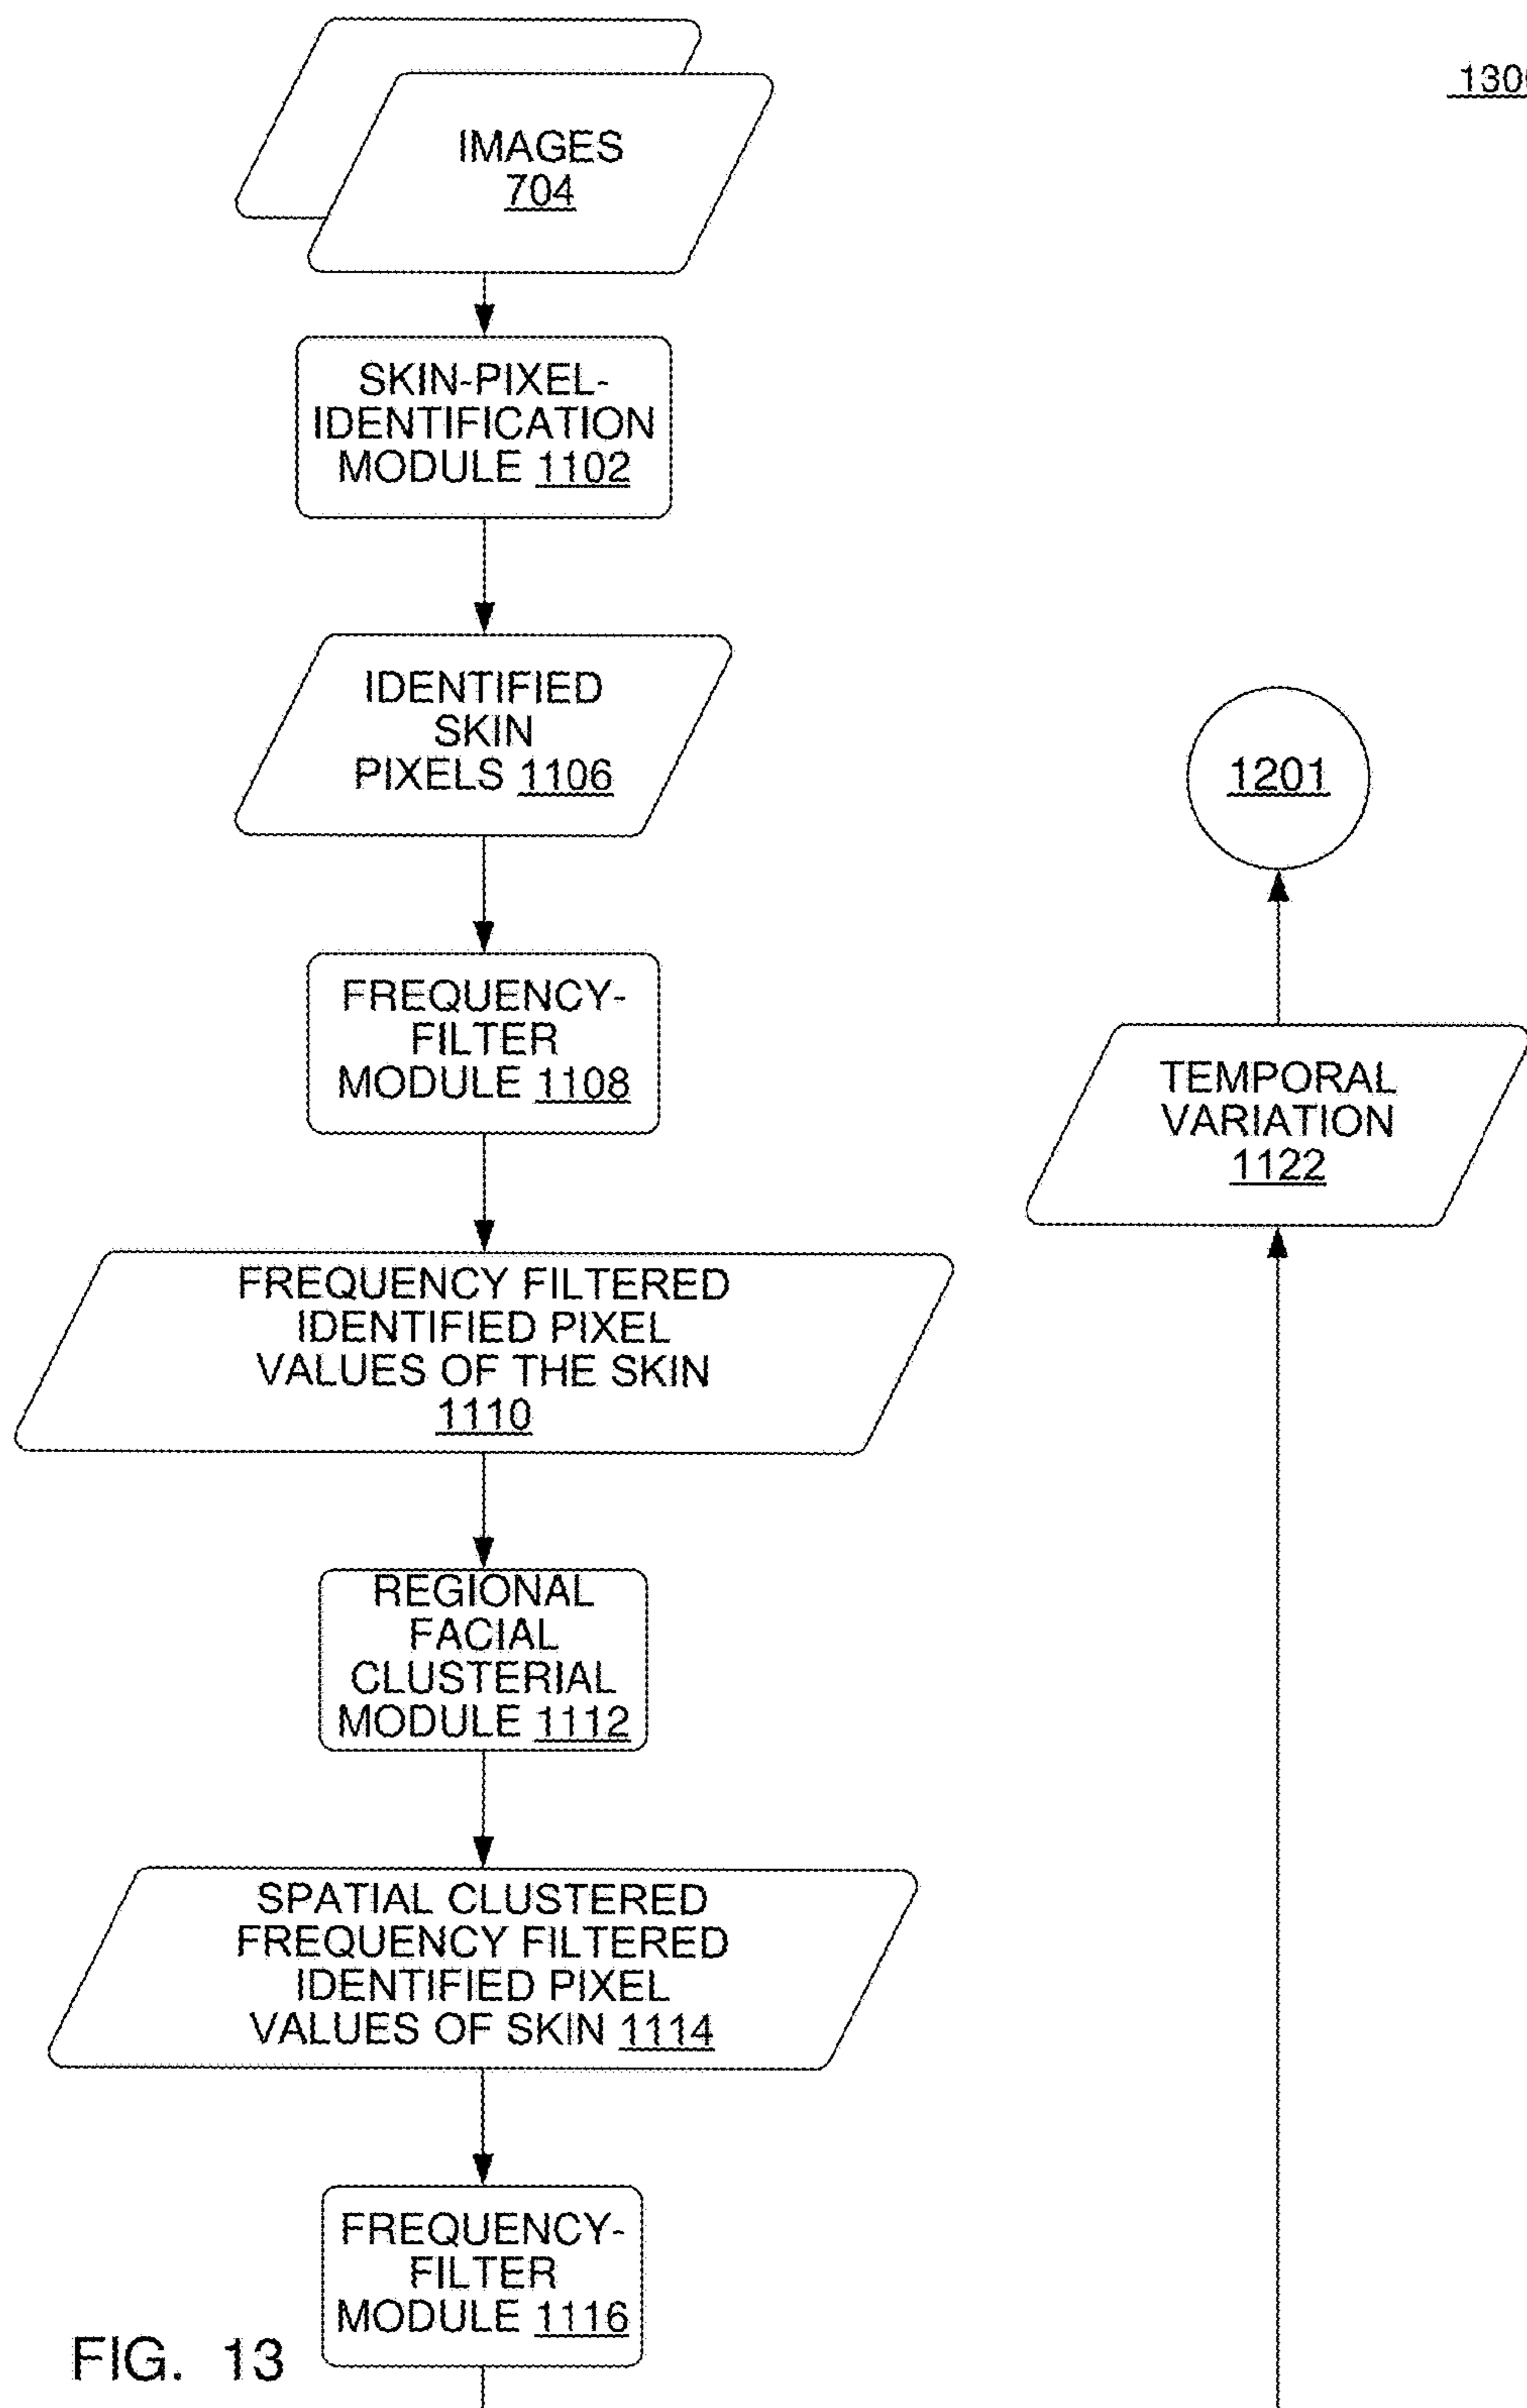 1300
IMAGES
704
SKIN-PIXEL-
IDENTIFICATION
MODULE 1102
IDENTIFIED
SKIN
PIXELS 1106
FREQUENCY-
FILTER
MODULE 1108
FREQUENCY FILTERED
IDENTIFIED PIXEL
VALUES OF THE SKIN
1110
REGIONAL
FACIAL
CLUSTERIAL
MODULE 1112
SPATIAL CLUSTERED
FREQUENCY FILTERED
IDENTIFIED PIXEL
VALUES OF SKIN 1114
FREQUENCY-
FILTER
MODULE 1116
1201
TEMPORAL
VARIATION
1122
FIG. 13